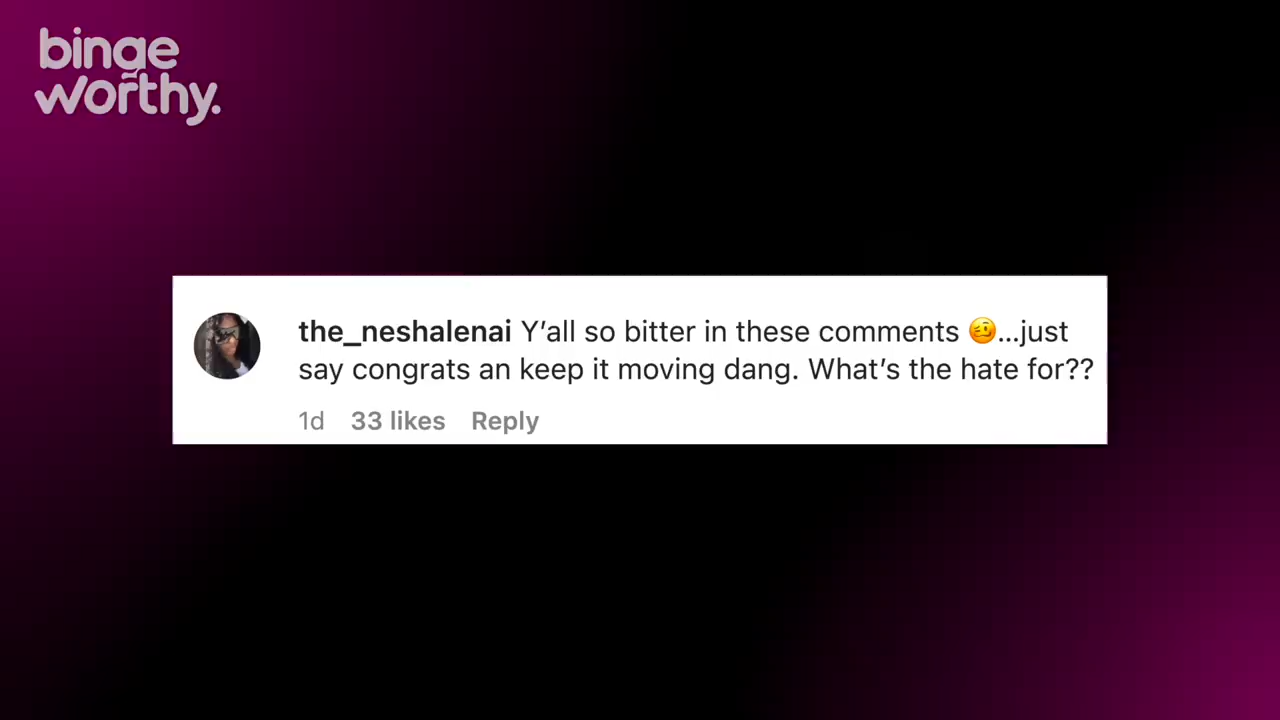 binge
worthy.
the_neshalenai Y’all so bitter in these comments 🥴...just
say congrats an keep it moving dang. What’s the hate for??
1d 33 likes Reply